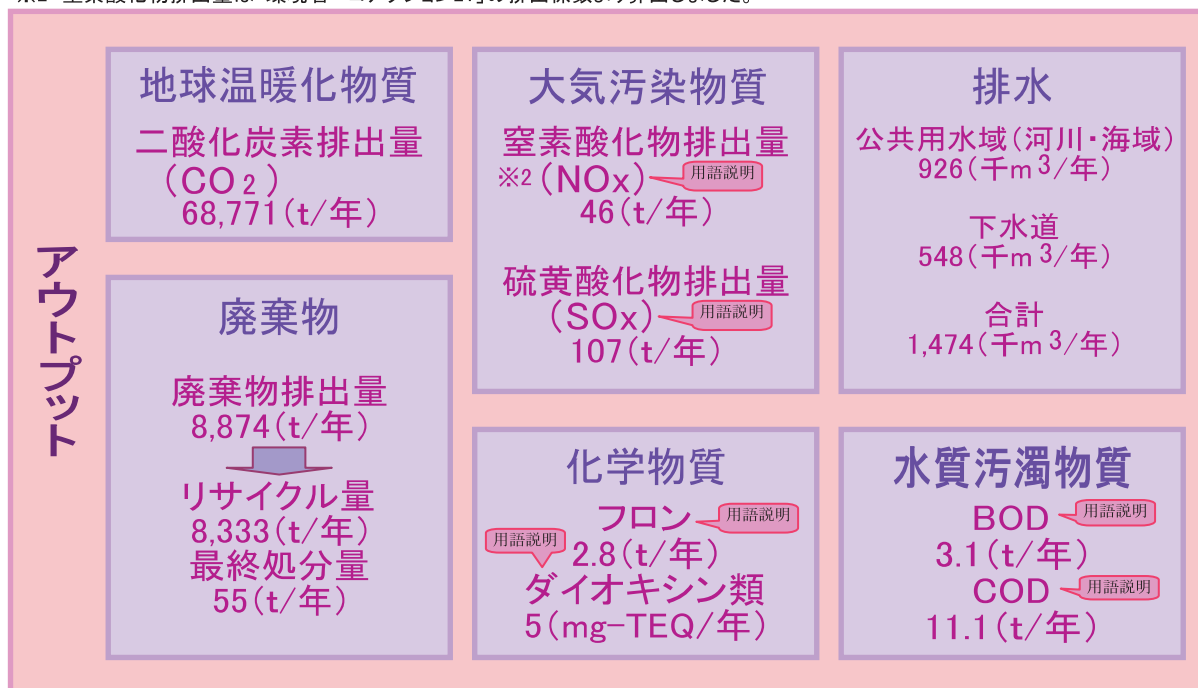 アウトプット
地球温暖化物質
二酸化炭素排出量
(CO2)
68,771(t/年)
廃棄物
廃棄物排出量
8,874(t/年)
リサイクル量
8,333(t/年)
最終処分量
55(t/年)
大気汚染物質
窒素酸化物排出量
※2(NOx) 用語説明
46(t/年)
硫黄酸化物排出量
(SOx) 用語説明
107(t/年)
化学物質
フロン 用語説明
用語説明 2.8(t/年)
ダイオキシン類
5(mg-TEQ/年)
排水
公共用水域(河川・海域)
926(千m3/年)
下水道
548(千m3/年)
合計
1,474(千m3/年)
水質汚濁物質
BOD 用語説明
3.1(t/年)
COD 用語説明
11.1(t/年)